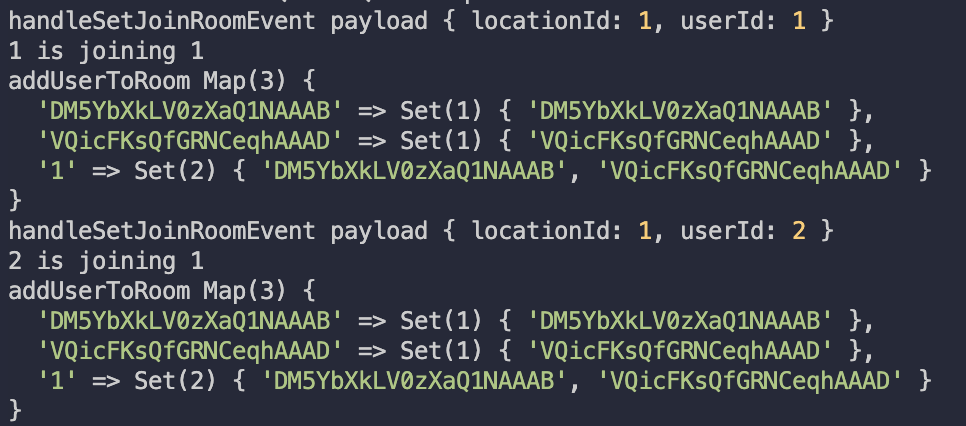 handleSetJoinRoomEvent payload { locationId: 1, userId: 1 }
1 is joining 1
addUserToRoom Map(3) {
  'DM5YbXkLV0zXaQ1NAAAB' => Set(1) { 'DM5YbXkLV0zXaQ1NAAAB' },
  'VQicFKsQfGRNCeqhAAAD' => Set(1) { 'VQicFKsQfGRNCeqhAAAD' },
  '1' => Set(2) { 'DM5YbXkLV0zXaQ1NAAAB', 'VQicFKsQfGRNCeqhAAAD' }
}
handleSetJoinRoomEvent payload { locationId: 1, userId: 2 }
2 is joining 1
addUserToRoom Map(3) {
  'DM5YbXkLV0zXaQ1NAAAB' => Set(1) { 'DM5YbXkLV0zXaQ1NAAAB' },
  'VQicFKsQfGRNCeqhAAAD' => Set(1) { 'VQicFKsQfGRNCeqhAAAD' },
  '1' => Set(2) { 'DM5YbXkLV0zXaQ1NAAAB', 'VQicFKsQfGRNCeqhAAAD' }
}